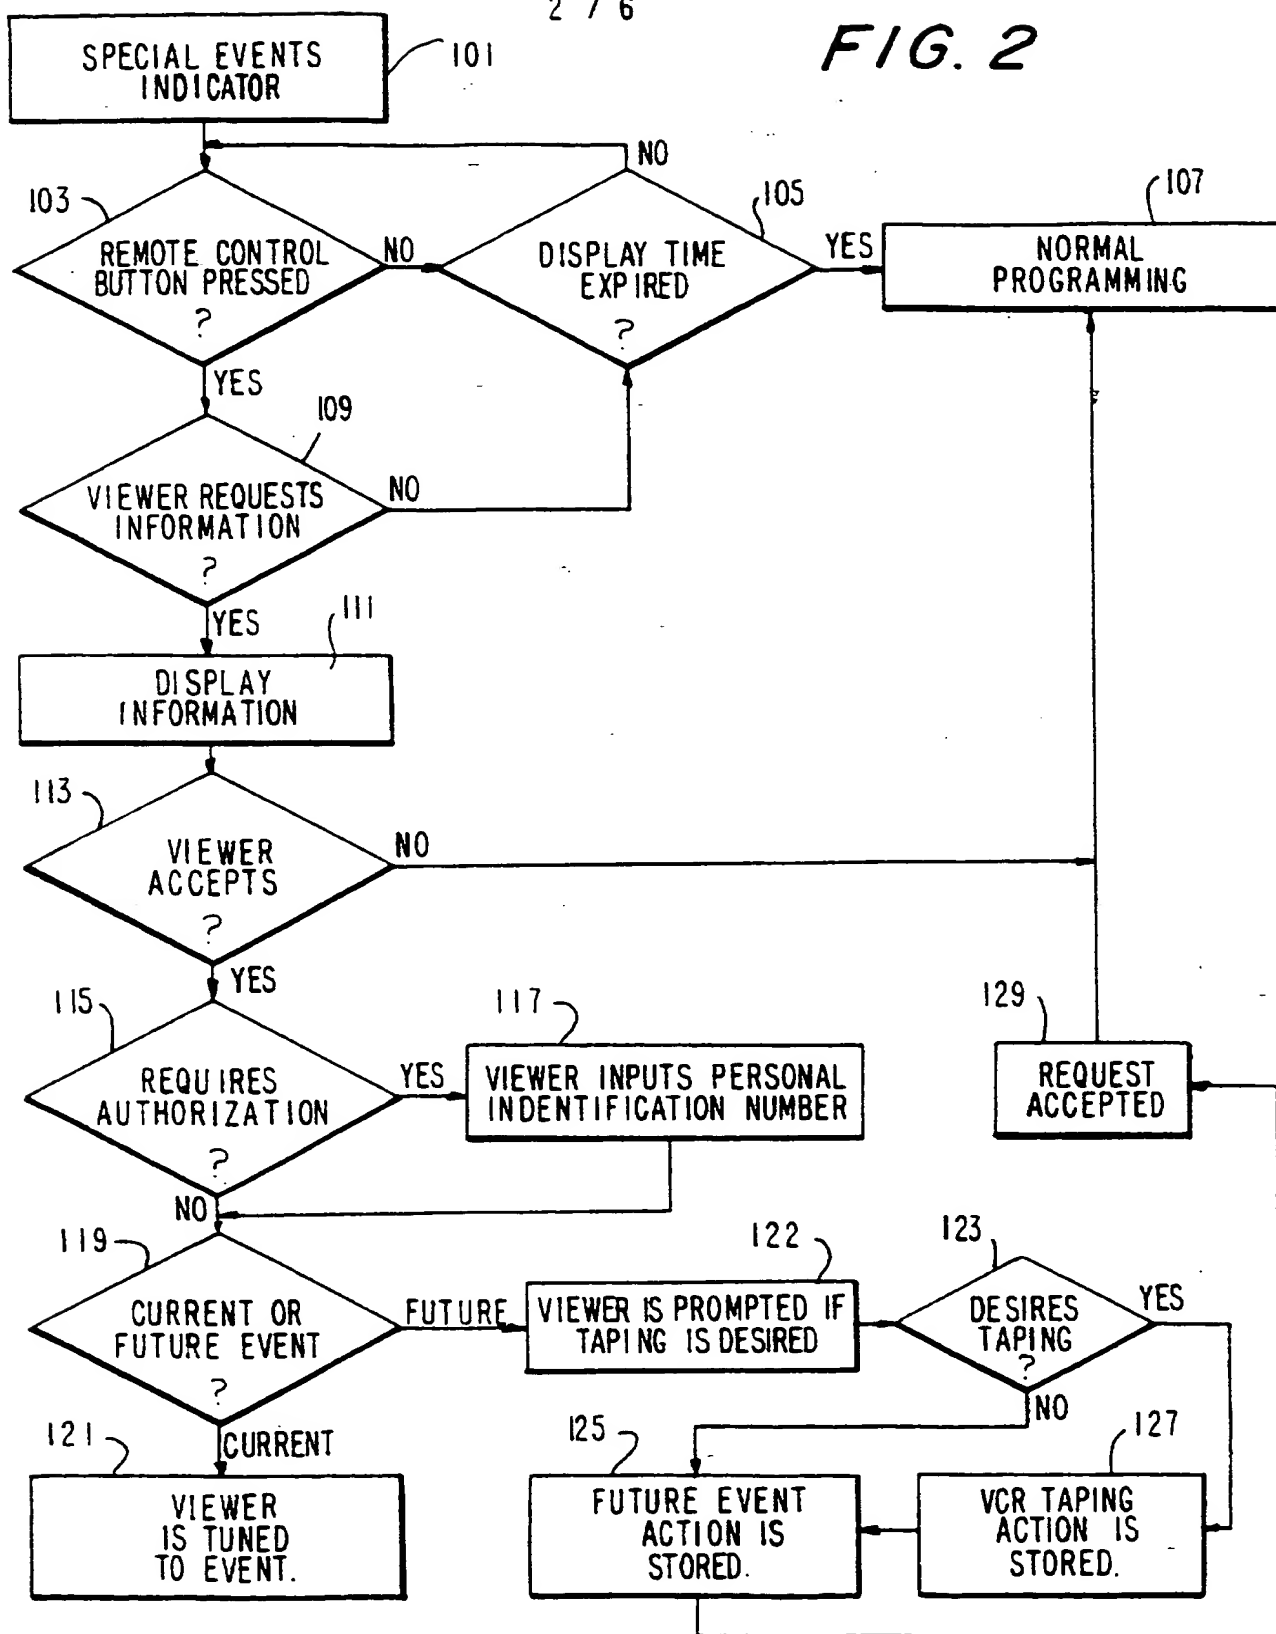 2 / 6
FIG. 2
SPECIAL EVENTS
INDICATOR
101
NO
103
REMOTE CONTROL
BUTTON PRESSED
?
NO
105
DISPLAY TIME
EXPIRED
?
YES
107
NORMAL
PROGRAMMING
YES
109
VIEWER REQUESTS
INFORMATION
?
NO
YES
111
DISPLAY
INFORMATION
113
VIEWER
ACCEPTS
?
NO
YES
115
REQUIRES
AUTHORIZATION
?
YES
117
VIEWER INPUTS PERSONAL
INDENTIFICATION NUMBER
129
REQUEST
ACCEPTED
NO
119
CURRENT OR
FUTURE EVENT
?
FUTURE
122
VIEWER IS PROMPTED IF
TAPING IS DESIRED
123
DESIRES
TAPING
?
YES
NO
CURRENT
121
VIEWER
IS TUNED
TO EVENT.
125
FUTURE EVENT
ACTION IS
STORED.
127
VCR TAPING
ACTION IS
STORED.